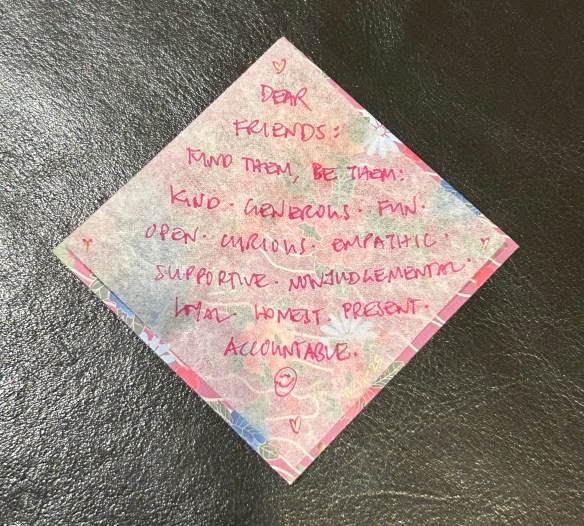 DEAR
FRIENDS:
FIND THEM, BE THEM:
KIND · GENEROUS · FUN ·
OPEN · CURIOUS · EMPATHIC ·
SUPPORTIVE · NONJUDGEMENTAL ·
LOYAL · HONEST · PRESENT ·
ACCOUNTABLE.